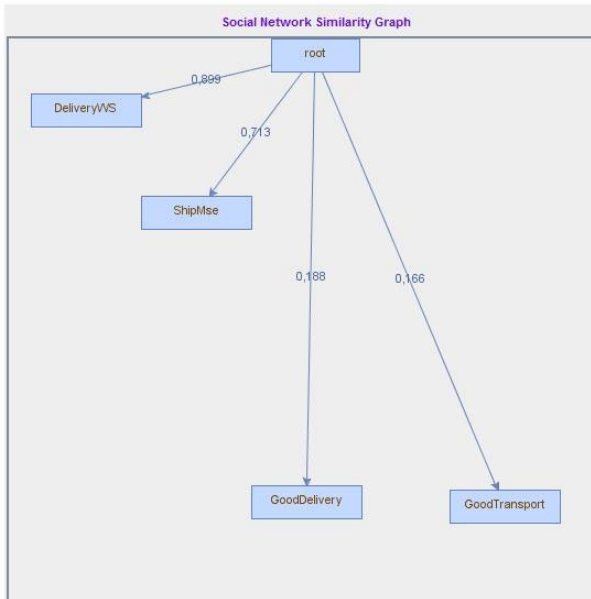 Social Network Similarity Graph
root
0,899
DeliveryWS
0,713
ShipMse
0,188
0,166
GoodDelivery
GoodTransport